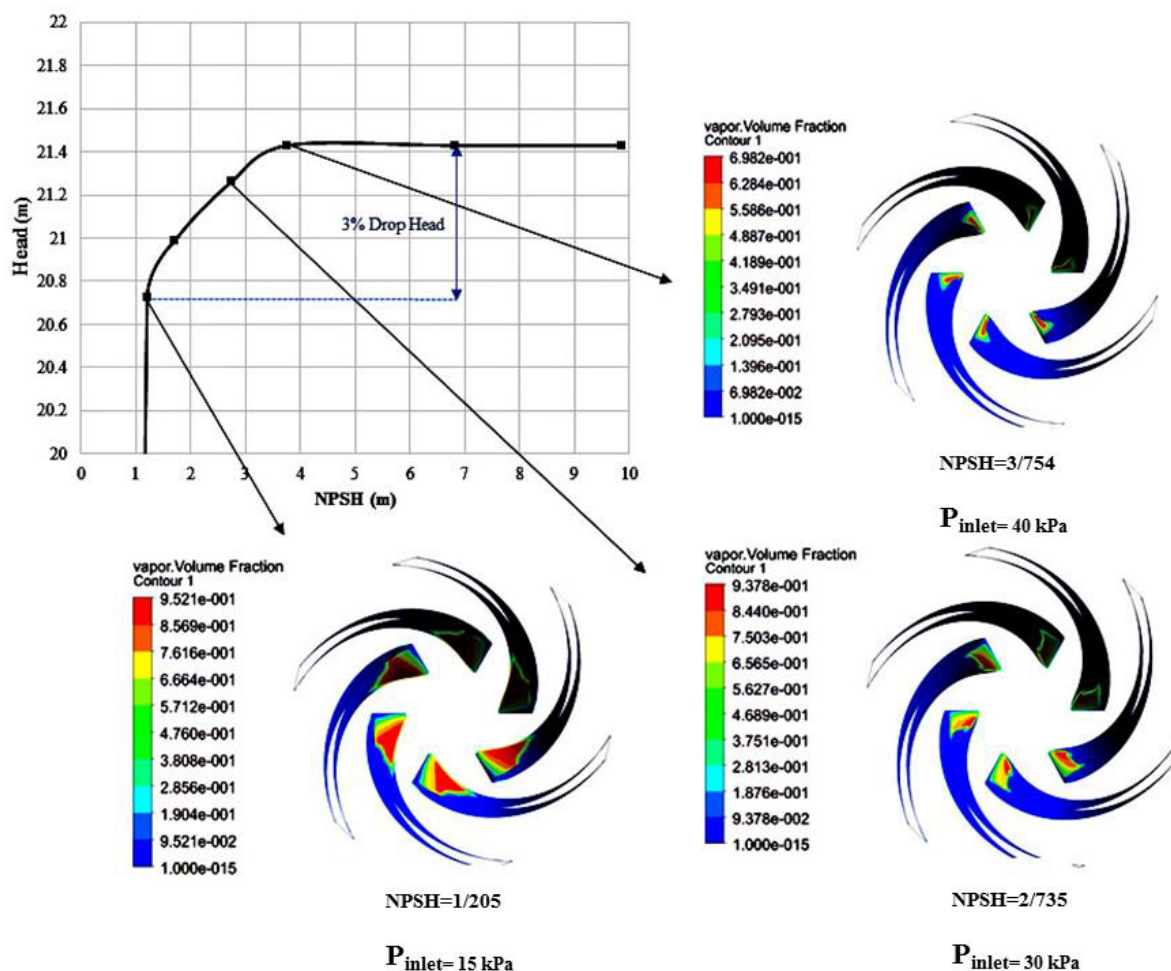 22
21.8
21.6
21.4
21.2
21
20.8
20.6
20.4
20.2
20
Head (m)
3% Drop Head
0 1 2 3 4 5 6 7 8 9 10
NPSH (m)
vapor.Volume Fraction
Contour 1
6.982e-001
6.284e-001
5.586e-001
4.887e-001
4.189e-001
3.491e-001
2.793e-001
2.095e-001
1.396e-001
6.982e-002
1.000e-015
NPSH=3/754
Pinlet= 40 kPa
vapor.Volume Fraction
Contour 1
9.521e-001
8.569e-001
7.616e-001
6.664e-001
5.712e-001
4.760e-001
3.808e-001
2.856e-001
1.904e-001
9.521e-002
1.000e-015
NPSH=1/205
Pinlet= 15 kPa
vapor.Volume Fraction
Contour 1
9.378e-001
8.440e-001
7.503e-001
6.565e-001
5.627e-001
4.689e-001
3.751e-001
2.813e-001
1.876e-001
9.378e-002
1.000e-015
NPSH=2/735
Pinlet= 30 kPa